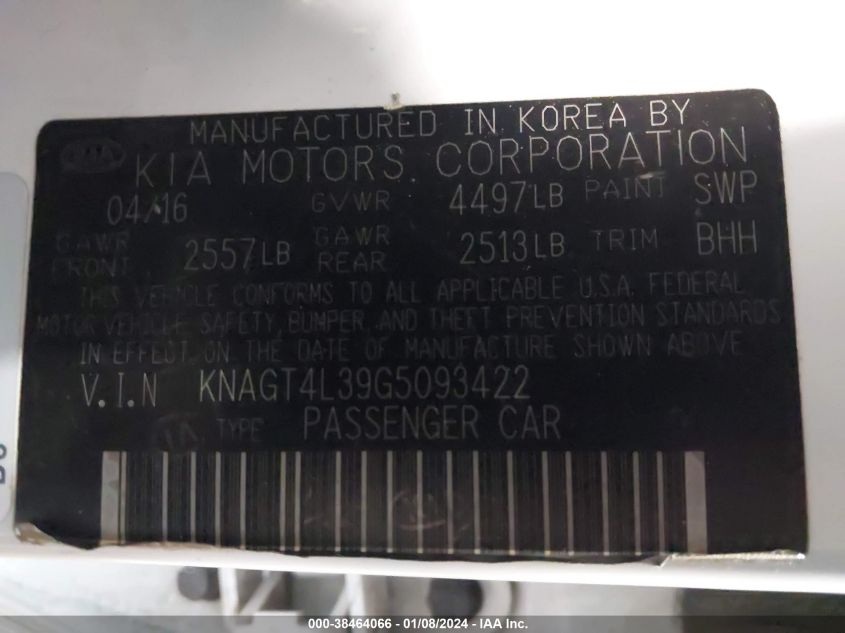 MANUFACTURED IN KOREA BY
KIA MOTORS CORPORATION
04/16 GVWR 4497LB PAINT SWP
GAWR FRONT 2557LB GAWR REAR 2513LB TRIM BHH
THIS VEHICLE CONFORMS TO ALL APPLICABLE U.S.A. FEDERAL
MOTOR VEHICLE SAFETY, BUMPER, AND THEFT PREVENTION STANDARDS
IN EFFECT ON THE DATE OF MANUFACTURE SHOWN ABOVE
V.I.N KNAGT4L39G5093422
TYPE PASSENGER CAR
000-38464066 - 01/08/2024 - IAA Inc.